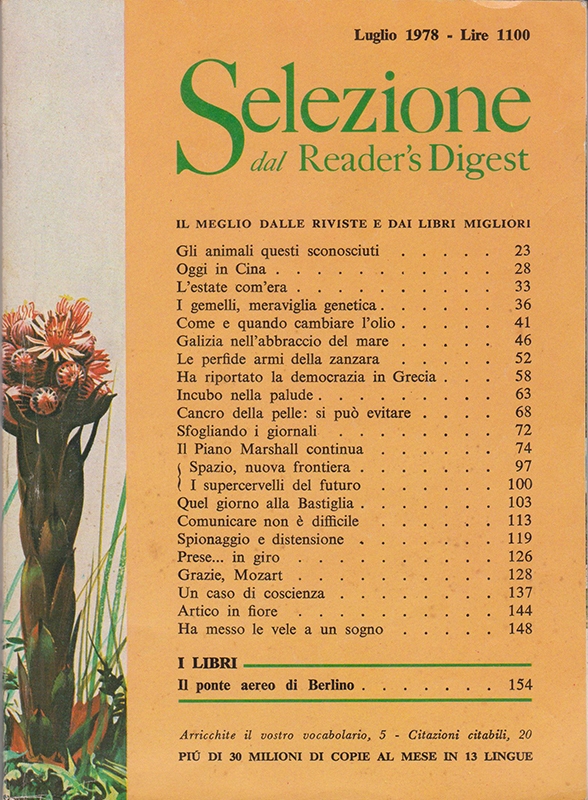 Luglio 1978 - Lire 1100
Selezione
dal Reader's Digest
IL MEGLIO DALLE RIVISTE E DAI LIBRI MIGLIORI
Gli animali questi sconosciuti . . . . . 23
Oggi in Cina . . . . . . . . . . . 28
L'estate com'era . . . . . . . . . . 33
I gemelli, meraviglia genetica . . . . . . 36
Come e quando cambiare l'olio . . . . . 41
Galizia nell'abbraccio del mare . . . . . 46
Le perfide armi della zanzara . . . . . 52
Ha riportato la democrazia in Grecia . . . 58
Incubo nella palude . . . . . . . . . 63
Cancro della pelle: si può evitare . . . . 68
Sfogliando i giornali . . . . . . . . 72
Il Piano Marshall continua . . . . . . 74
Spazio, nuova frontiera . . . . . . . 97
I supercervelli del futuro . . . . . . 100
Quel giorno alla Bastiglia . . . . . . . 103
Comunicare non è difficile . . . . . . 113
Spionaggio e distensione . . . . . . . 119
Prese... in giro . . . . . . . . . . 126
Grazie, Mozart . . . . . . . . . . 128
Un caso di coscienza . . . . . . . . 137
Artico in fiore . . . . . . . . . . 144
Ha messo le vele a un sogno . . . . . 148
I LIBRI
Il ponte aereo di Berlino . . . . . . . 154
Arricchite il vostro vocabolario, 5 - Citazioni citabili, 20
PIÚ DI 30 MILIONI DI COPIE AL MESE IN 13 LINGUE